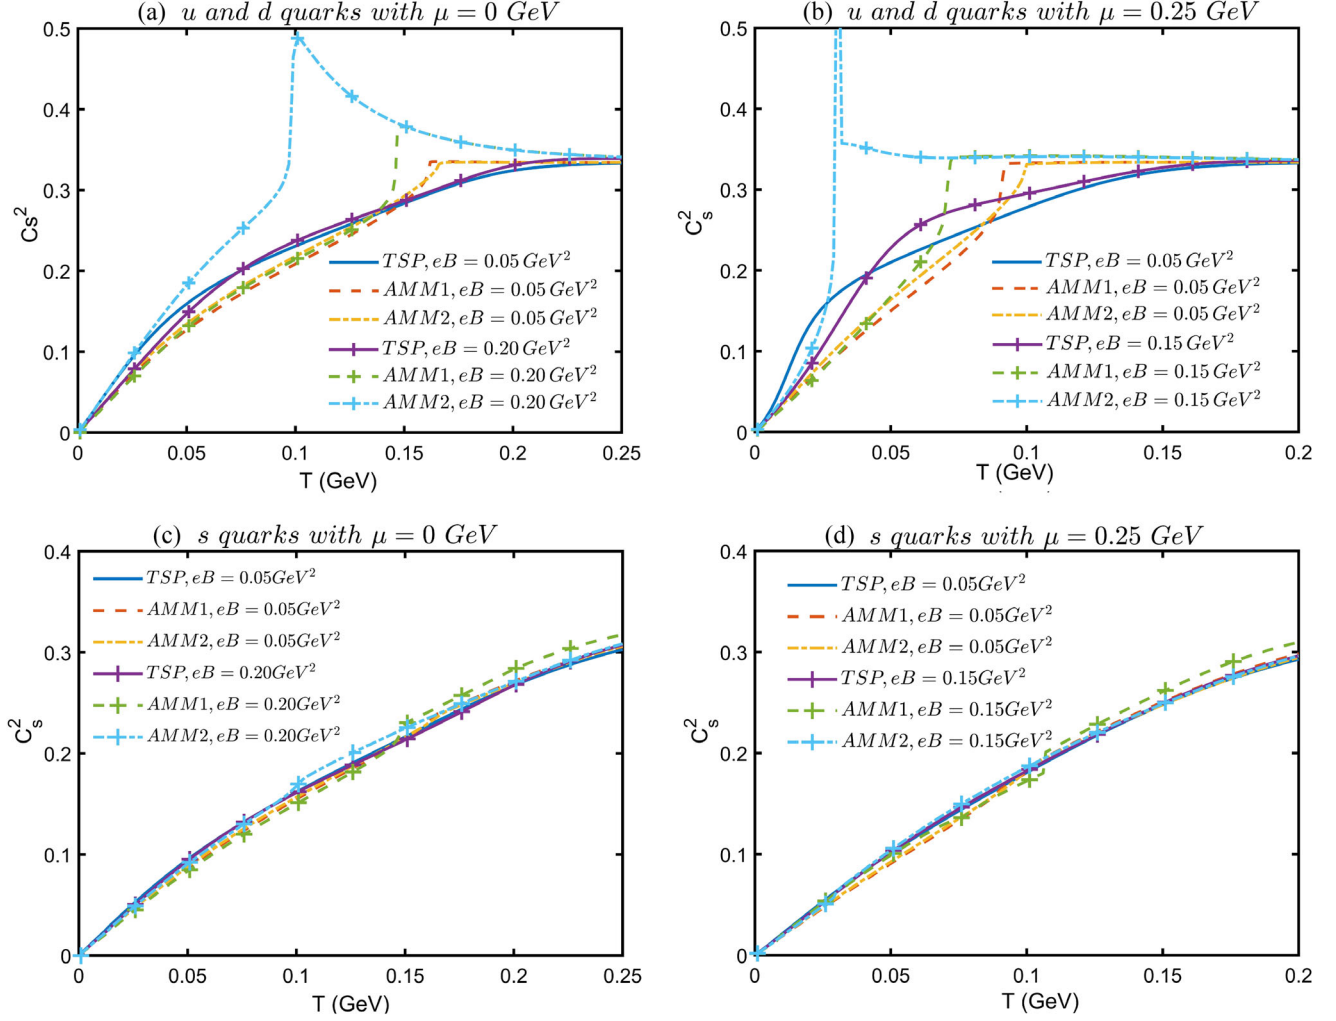 (a) u and d quarks with μ = 0 GeV
0.5
0.4
0.3
0.2
0.1
0
Cs²
TSP, eB = 0.05 GeV²
AMM1, eB = 0.05 GeV²
AMM2, eB = 0.05 GeV²
TSP, eB = 0.20 GeV²
AMM1, eB = 0.20 GeV²
AMM2, eB = 0.20 GeV²
0 0.05 0.1 0.15 0.2 0.25
T (GeV)
(b) u and d quarks with μ = 0.25 GeV
0.5
0.4
0.3
0.2
0.1
0
C²s
TSP, eB = 0.05 GeV²
AMM1, eB = 0.05 GeV²
AMM2, eB = 0.05 GeV²
TSP, eB = 0.15 GeV²
AMM1, eB = 0.15 GeV²
AMM2, eB = 0.15 GeV²
0 0.05 0.1 0.15 0.2
T (GeV)
(c) s quarks with μ = 0 GeV
0.4
0.3
0.2
0.1
0
C²s
TSP, eB = 0.05GeV²
AMM1, eB = 0.05GeV²
AMM2, eB = 0.05GeV²
TSP, eB = 0.20GeV²
AMM1, eB = 0.20GeV²
AMM2, eB = 0.20GeV²
0 0.05 0.1 0.15 0.2 0.25
T (GeV)
(d) s quarks with μ = 0.25 GeV
0.4
0.3
0.2
0.1
0
C²s
TSP, eB = 0.05GeV²
AMM1, eB = 0.05GeV²
AMM2, eB = 0.05GeV²
TSP, eB = 0.15GeV²
AMM1, eB = 0.15GeV²
AMM2, eB = 0.15GeV²
0 0.05 0.1 0.15 0.2
T (GeV)